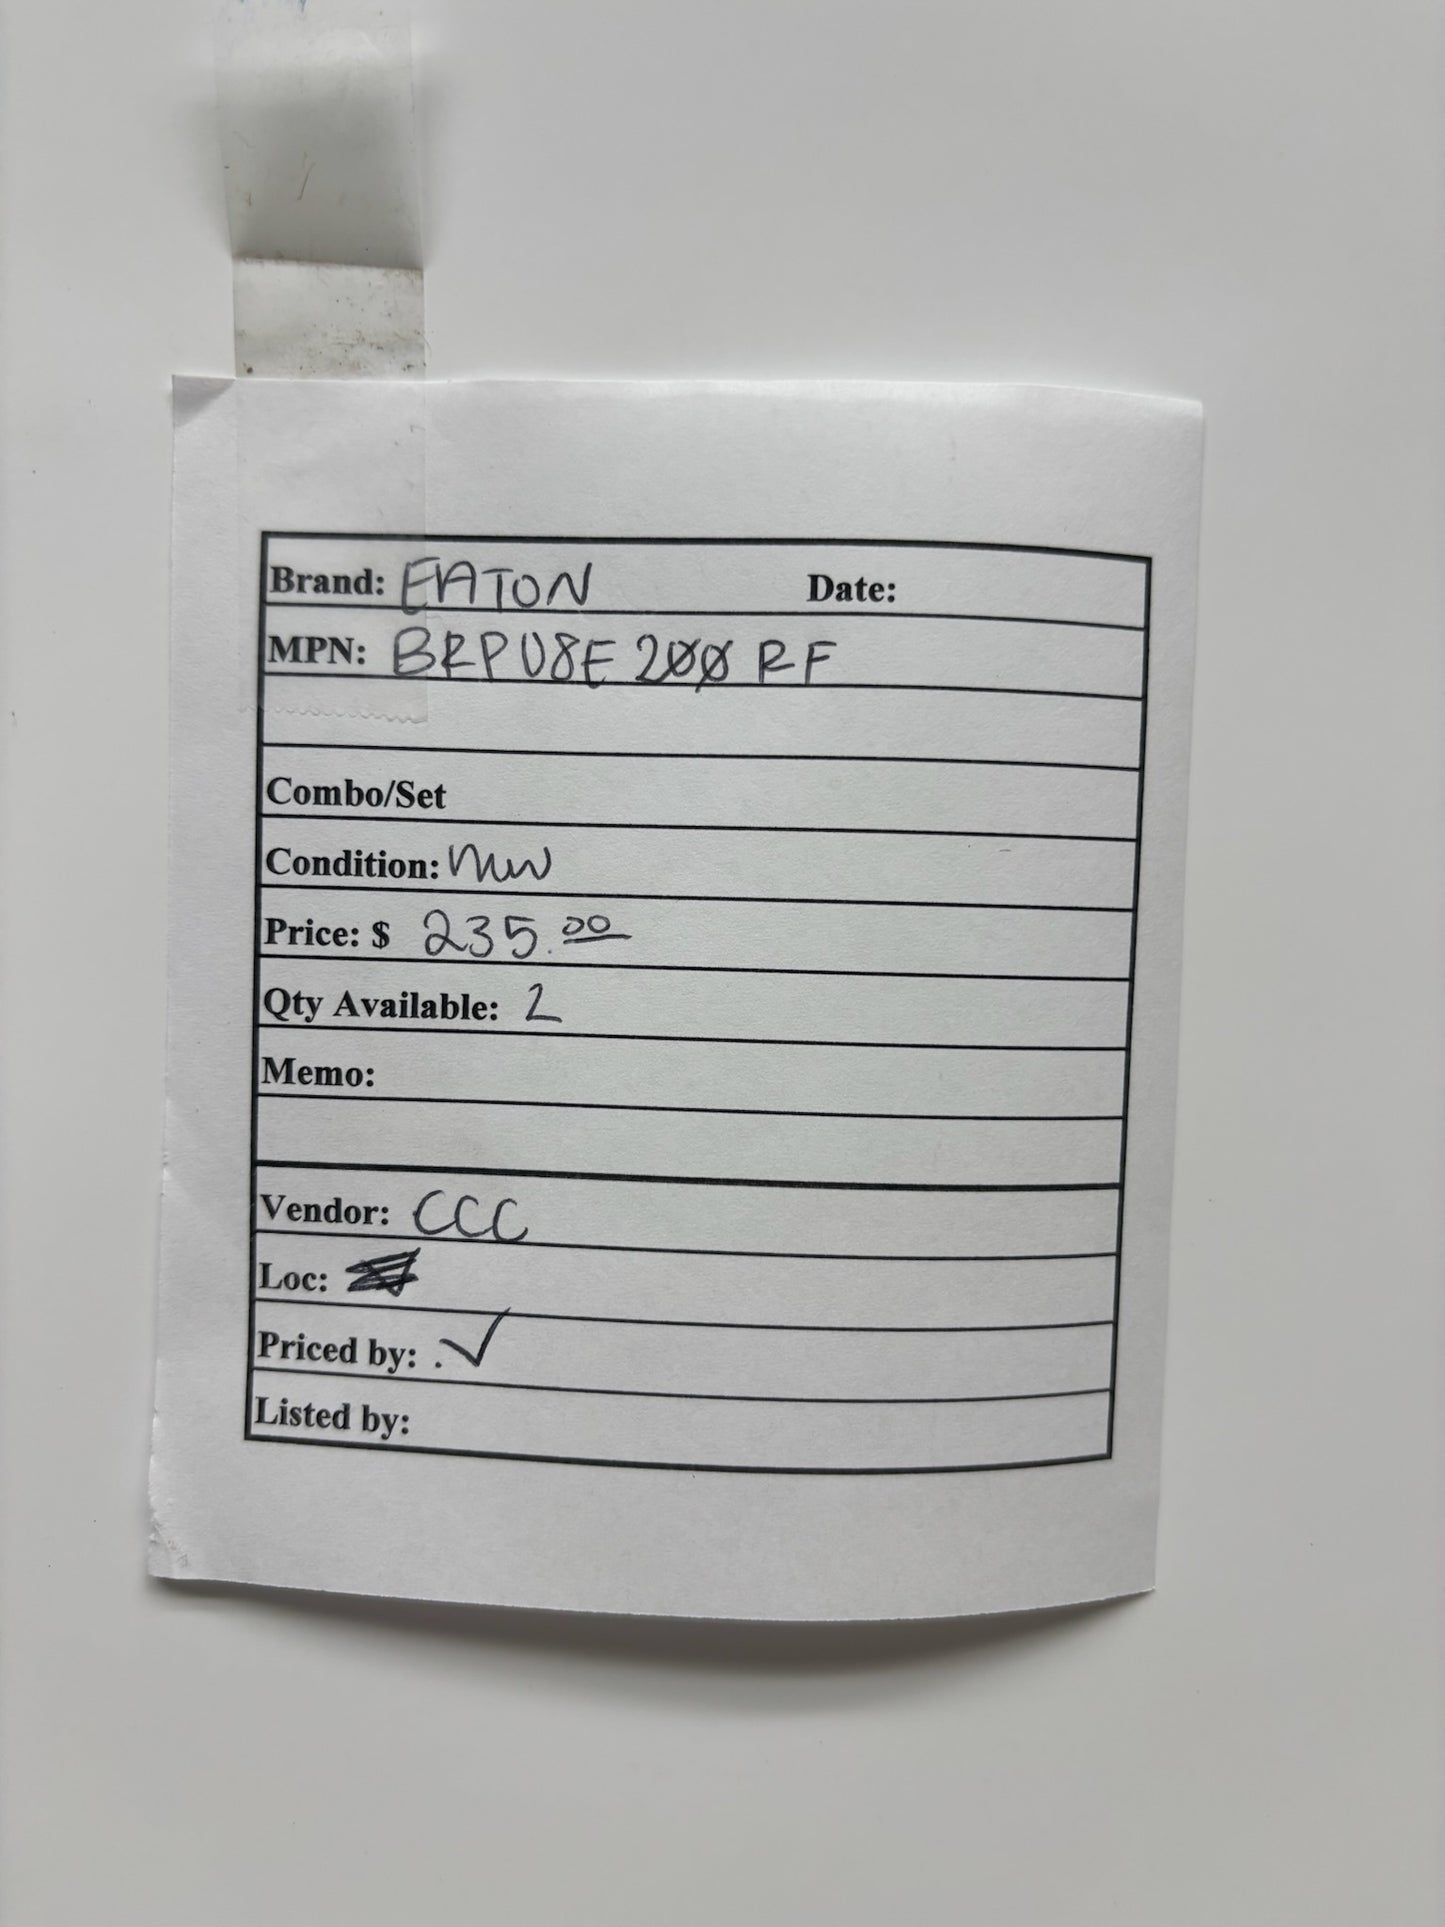 Brand: EATON Date:
MPN: BRPU8E200RF
Combo/Set
Condition: new
Price: $ 235.00
Qty Available: 2
Memo:
Vendor: CCC
Loc:
Priced by: . ✓
Listed by: